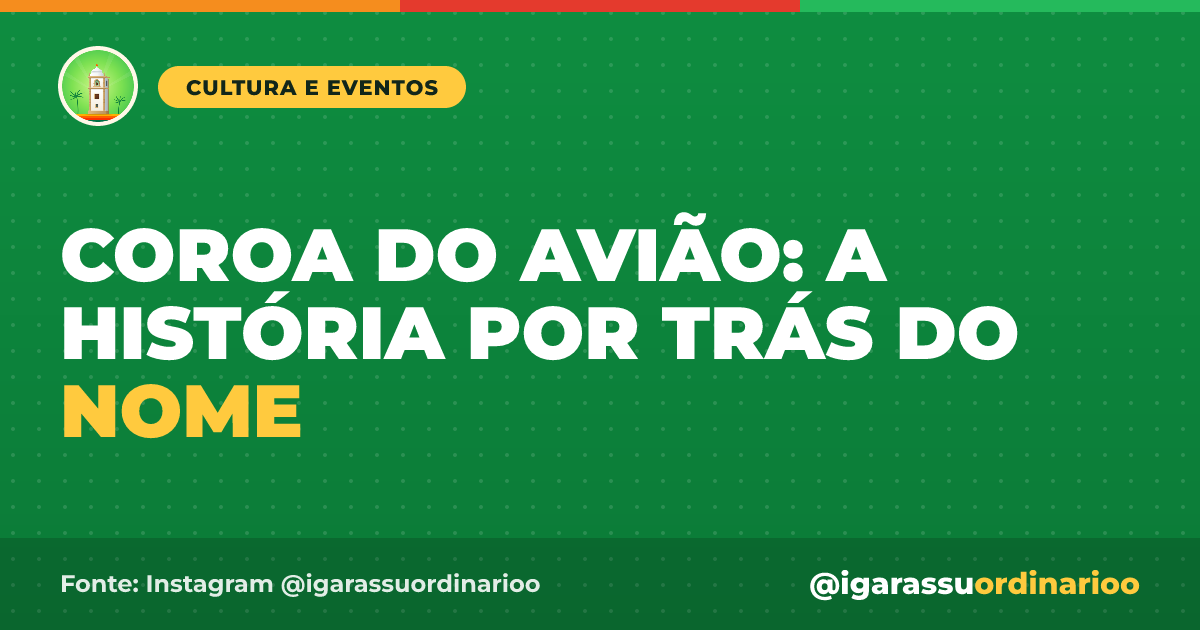 CULTURA E EVENTOS
COROA DO AVIÃO: A
HISTÓRIA POR TRÁS DO
NOME
Fonte: Instagram @igarassuordinarioo
@igarassuordinarioo